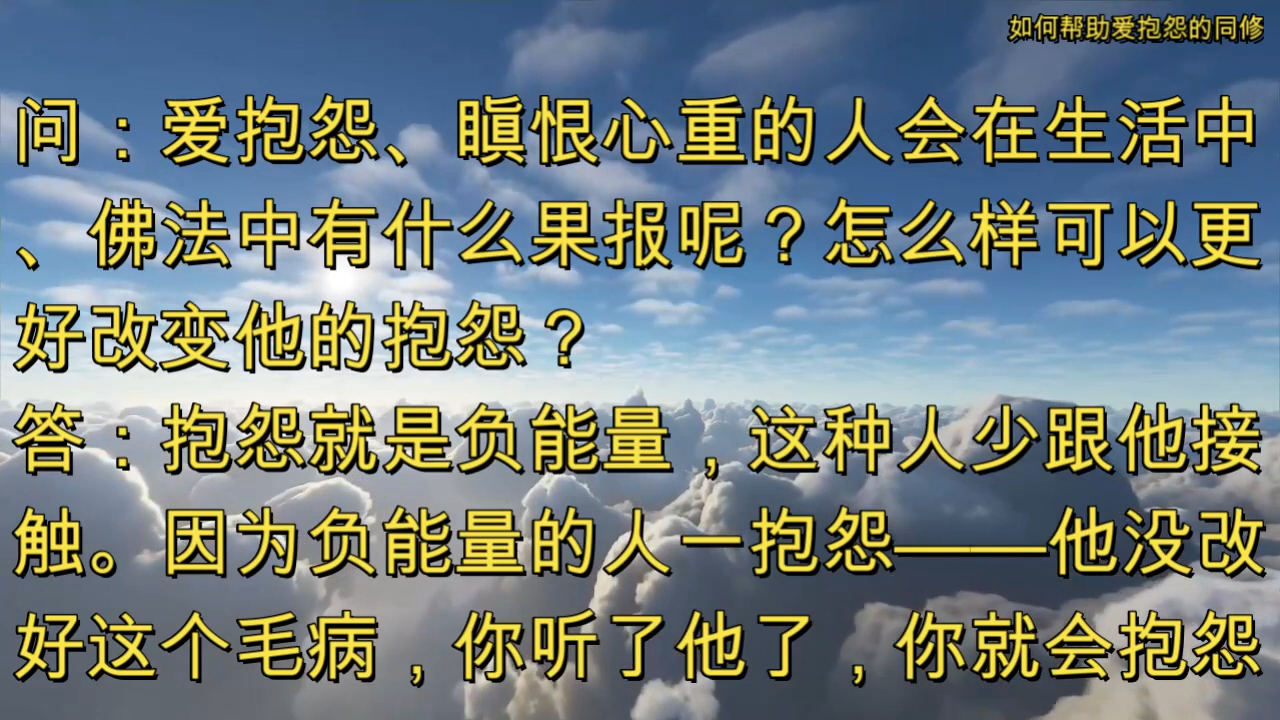 如何帮助爱抱怨的同修
问：爱抱怨、瞋恨心重的人会在生活中
、佛法中有什么果报呢？怎么样可以更
好改变他的抱怨？
答：抱怨就是负能量，这种人少跟他接
触。因为负能量的人一抱怨——他没改
好这个毛病，你听了他了，你就会抱怨